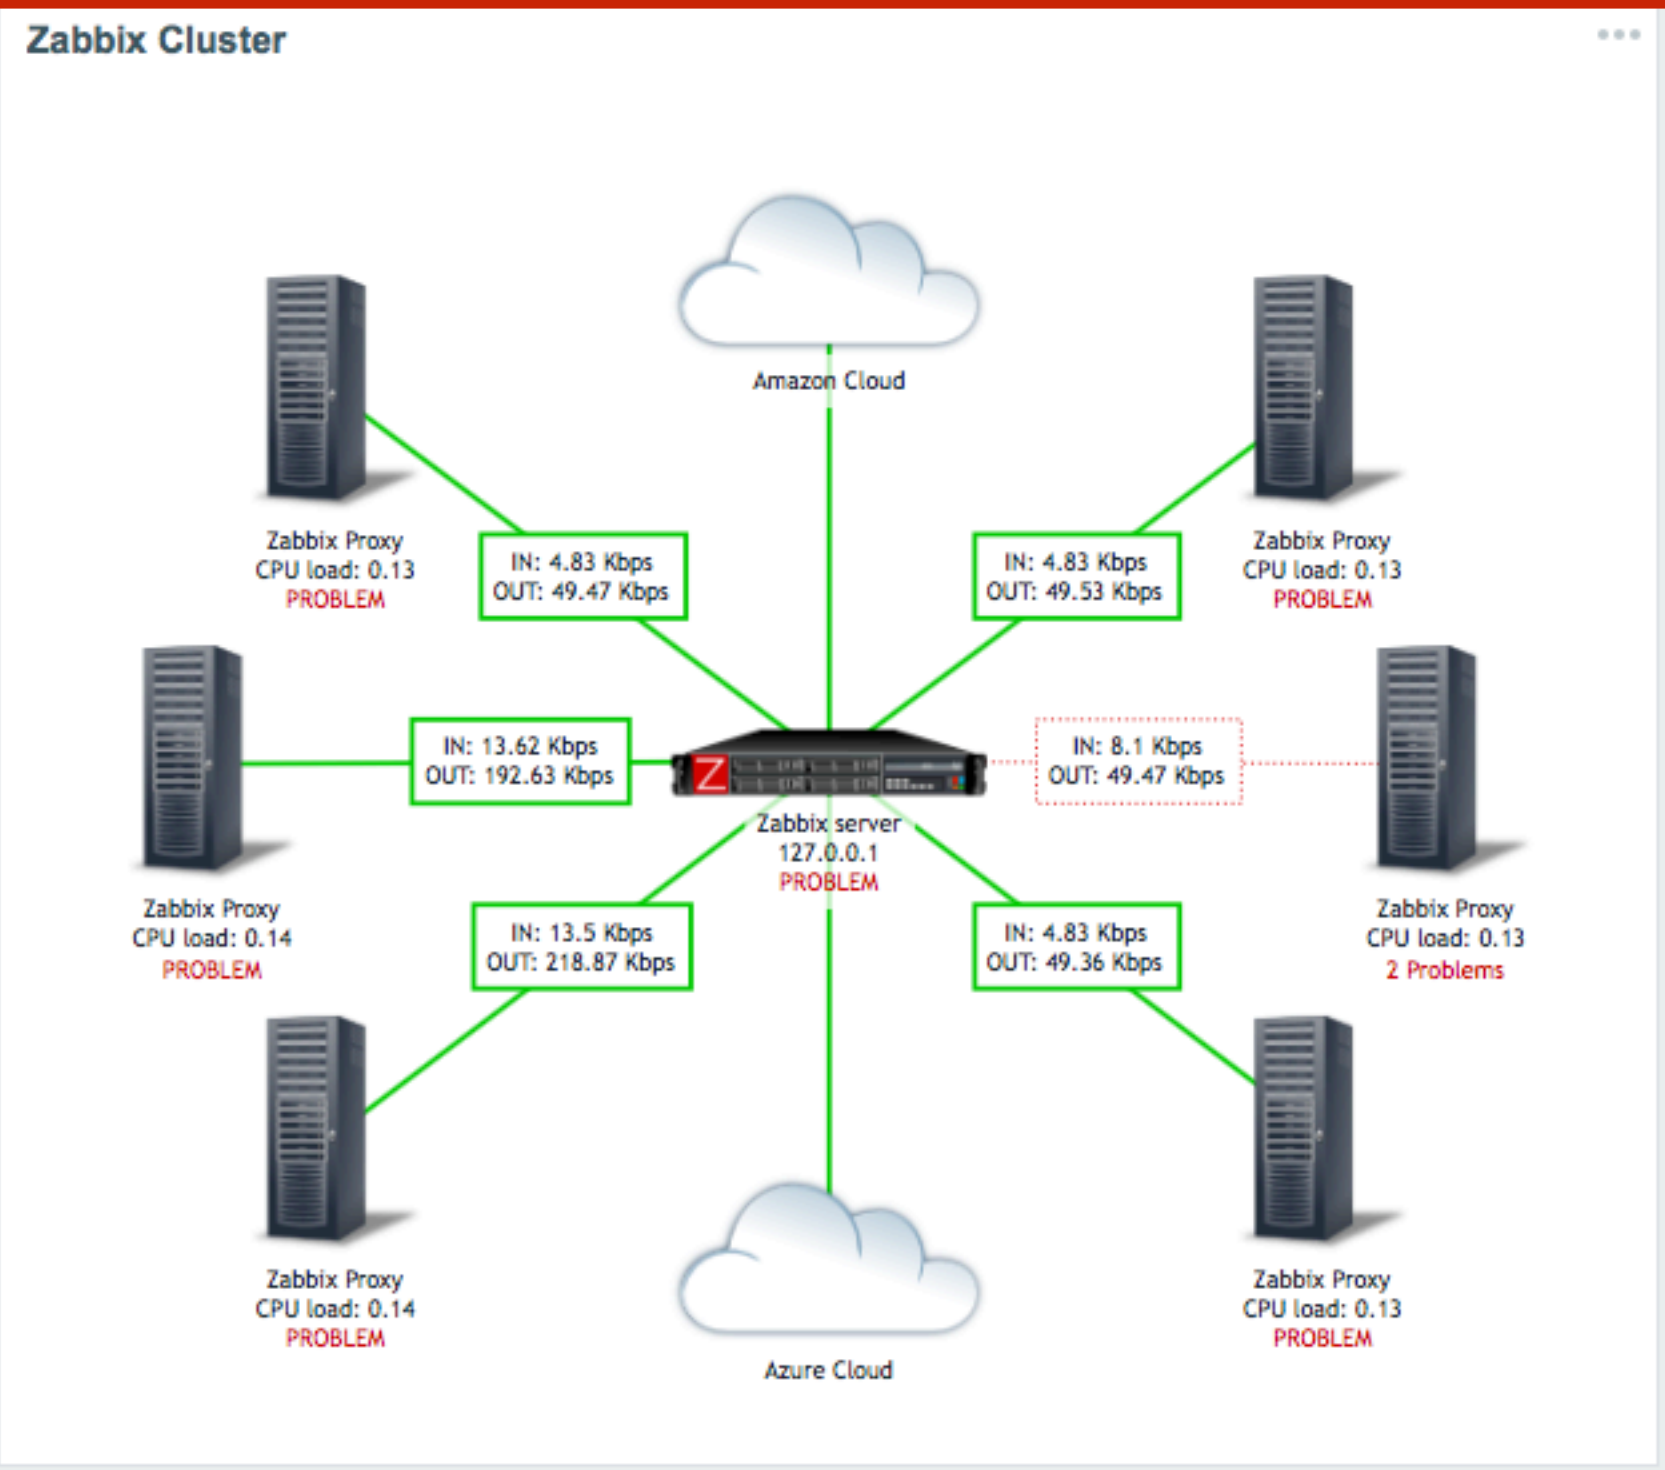 Zabbix Cluster
Amazon Cloud
Zabbix Proxy
CPU load: 0.13
PROBLEM
IN: 4.83 Kbps
OUT: 49.47 Kbps
IN: 4.83 Kbps
OUT: 49.53 Kbps
Zabbix Proxy
CPU load: 0.13
PROBLEM
IN: 13.62 Kbps
OUT: 192.63 Kbps
Z
IN: 8.1 Kbps
OUT: 49.47 Kbps
Zabbix server
127.0.0.1
PROBLEM
Zabbix Proxy
CPU load: 0.14
PROBLEM
IN: 13.5 Kbps
OUT: 218.87 Kbps
IN: 4.83 Kbps
OUT: 49.36 Kbps
Zabbix Proxy
CPU load: 0.13
2 Problems
Zabbix Proxy
CPU load: 0.14
PROBLEM
Zabbix Proxy
CPU load: 0.13
PROBLEM
Azure Cloud